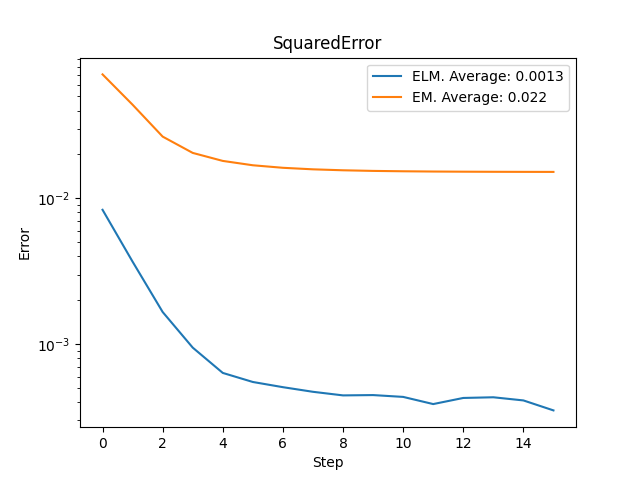 SquaredError
ELM. Average: 0.0013
EM. Average: 0.022
Error
10⁻²
10⁻³
0 2 4 6 8 10 12 14
Step